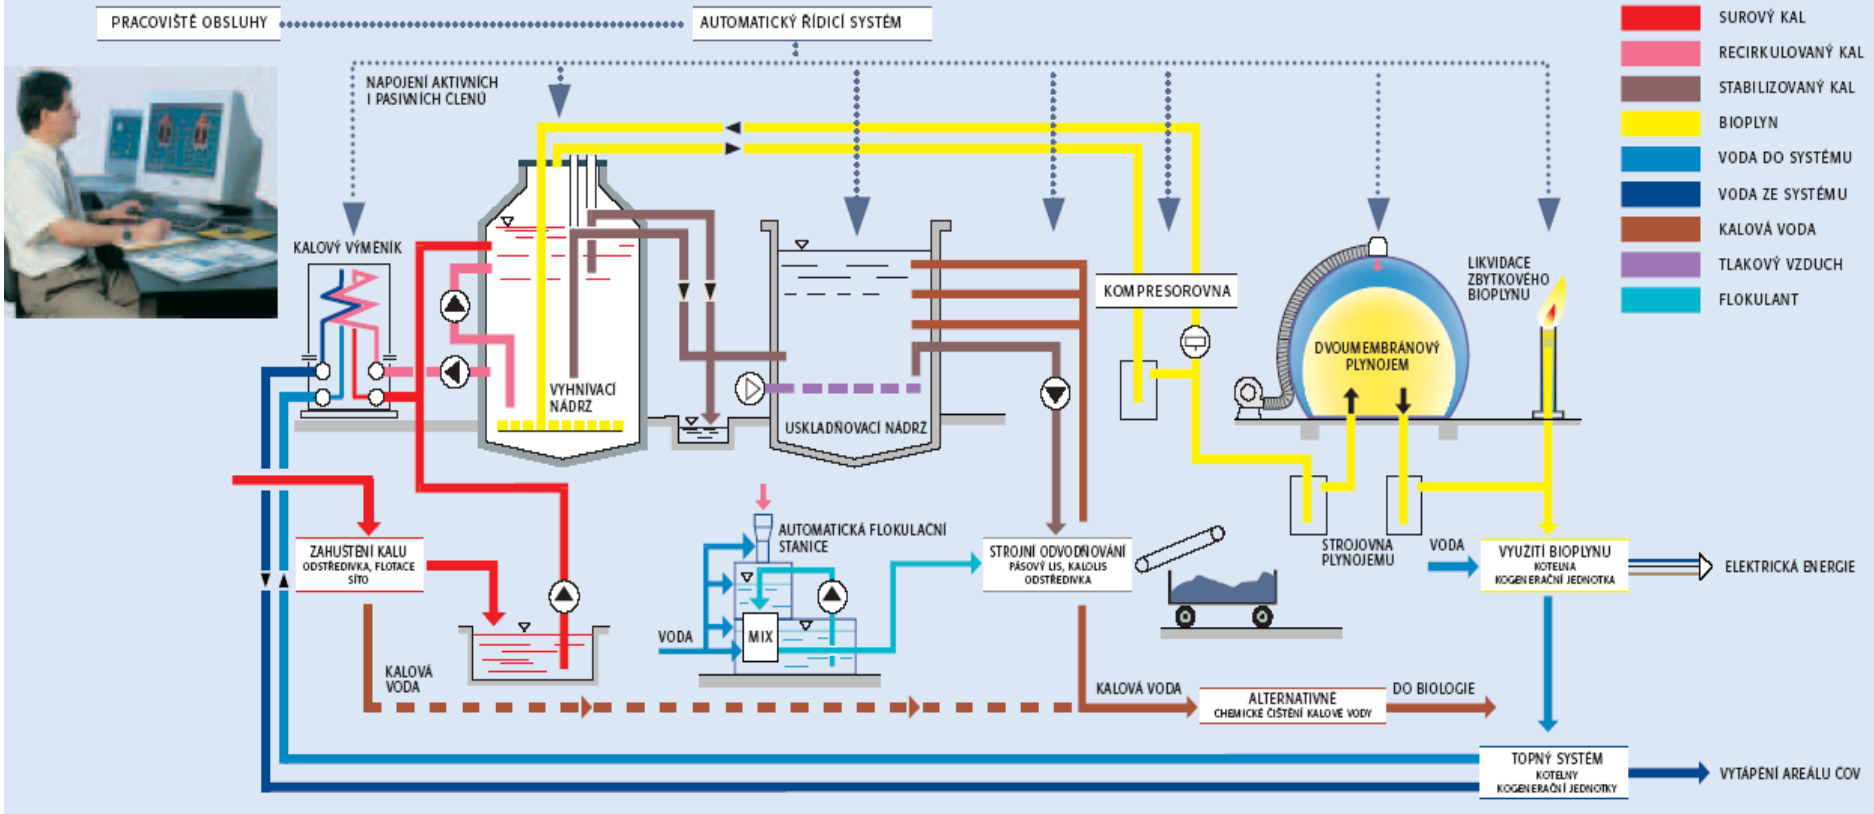 PRACOVIŠTĚ OBSLUHY
AUTOMATICKÝ ŘÍDICÍ SYSTÉM
NAPOJENÍ AKTIVNÍCH
I PASIVNÍCH ČLENŮ
SUROVÝ KAL
RECIRKULOVANÝ KAL
STABILIZOVANÝ KAL
BIOPLYN
VODA DO SYSTÉMU
VODA ZE SYSTÉMU
KALOVÁ VODA
TLAKOVÝ VZDUCH
FLOKULANT
KALOVÝ VÝMĚNÍK
VYHNÍVACÍ
NÁDRŽ
USKLADŇOVACÍ NÁDRŽ
KOMPRESOROVNA
DVOUMEMBRÁNOVÝ
PLYNOJEM
LIKVIDACE
ZBYTKOVÉHO
BIOPLYNU
ZAHUŠTĚNÍ KALU
ODSTŘEDIVKA, FLOTACE
SÍTO
AUTOMATICKÁ FLOKULAČNÍ
STANICE
VODA
MIX
STROJNÍ ODVODŇOVÁNÍ
PÁSOVÝ LIS, KALOLIS
ODSTŘEDIVKA
STROJOVNA
PLYNOJEMU
VODA
VYUŽITÍ BIOPLYNU
KOTELNA
KOGENERAČNÍ JEDNOTKA
ELEKTRICKÁ ENERGIE
KALOVÁ
VODA
KALOVÁ VODA
ALTERNATIVNĚ
CHEMICKÉ ČIŠTĚNÍ KALOVÉ VODY
DO BIOLOGIE
TOPNÝ SYSTÉM
KOTELNY
KOGENERAČNÍ JEDNOTKY
VYTÁPĚNÍ AREÁLU ČOV